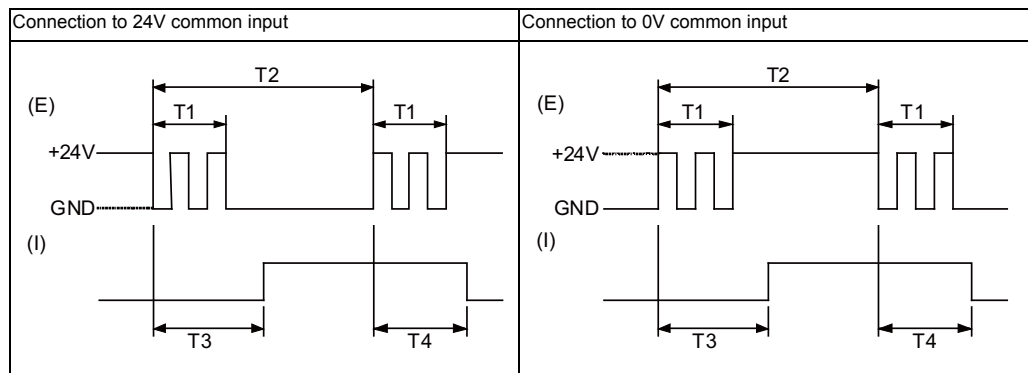 Connection to 24V common input
T2
(E)
T1
T1
+24V
GND
(I)
T3
T4
Connection to 0V common input
T2
(E)
T1
T1
+24V
GND
(I)
T3
T4